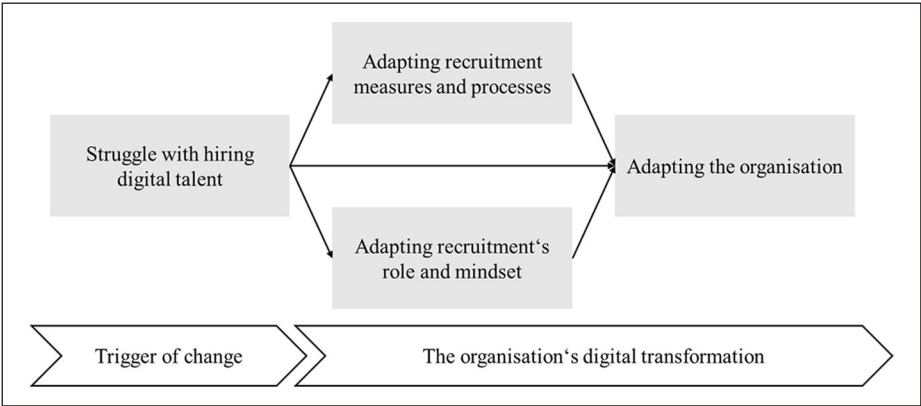 Adapting recruitment
measures and processes
Struggle with hiring
digital talent
Adapting the organisation
Adapting recruitment‘s
role and mindset
Trigger of change
The organisation‘s digital transformation